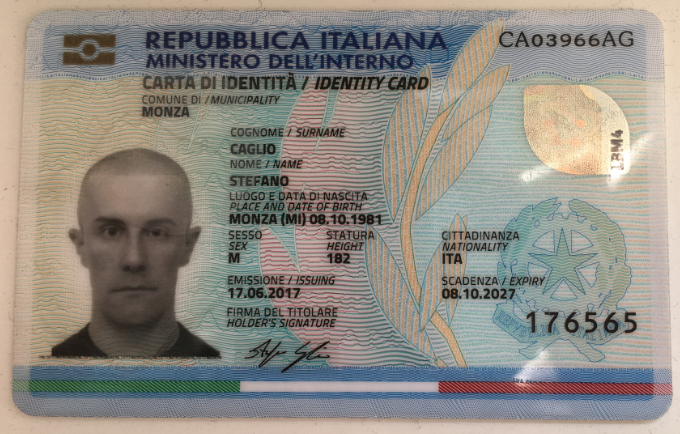 REPUBBLICA ITALIANA
CA03966AG
MINISTERO DELL'INTERNO
CARTA DI IDENTITÀ / IDENTITY CARD
COMUNE DI / MUNICIPALITY
MONZA
COGNOME / SURNAME
CAGLIO
NOME / NAME
STEFANO
LUOGO E DATA DI NASCITA
PLACE AND DATE OF BIRTH
MONZA (MI) 08.10.1981
SESSO STATURA CITTADINANZA
SEX HEIGHT NATIONALITY
M 182 ITA
EMISSIONE / ISSUING SCADENZA / EXPIRY
17.06.2017 08.10.2027
FIRMA DEL TITOLARE
HOLDER'S SIGNATURE
176565